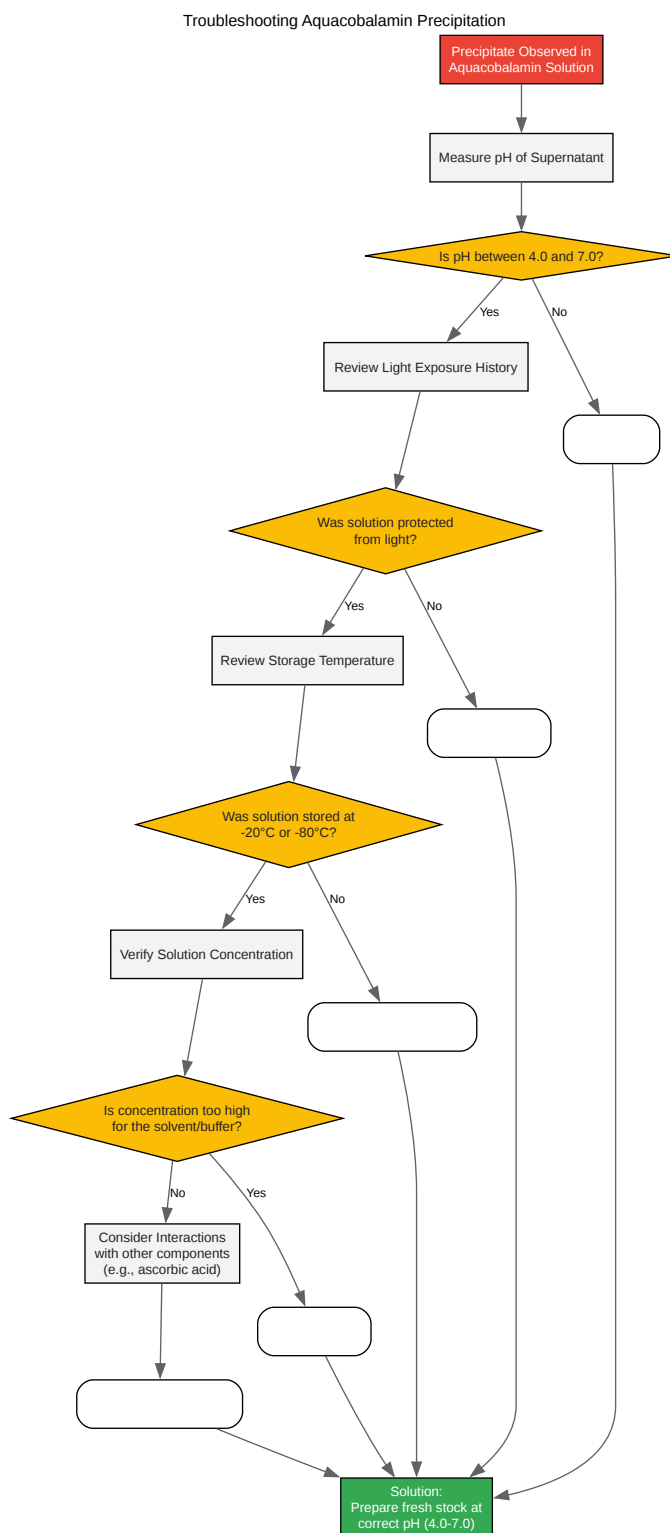 Troubleshooting Aquacobalamin Precipitation
Precipitate Observed in
Aquacobalamin Solution
Measure pH of Supernatant
Is pH between 4.0 and 7.0?
Yes
No
Review Light Exposure History
Was solution protected
from light?
Yes
No
Review Storage Temperature
Was solution stored at
-20°C or -80°C?
Yes
No
Verify Solution Concentration
Is concentration too high
for the solvent/buffer?
No
Yes
Consider Interactions
with other components
(e.g., ascorbic acid)
Solution:
Prepare fresh stock at
correct pH (4.0-7.0)